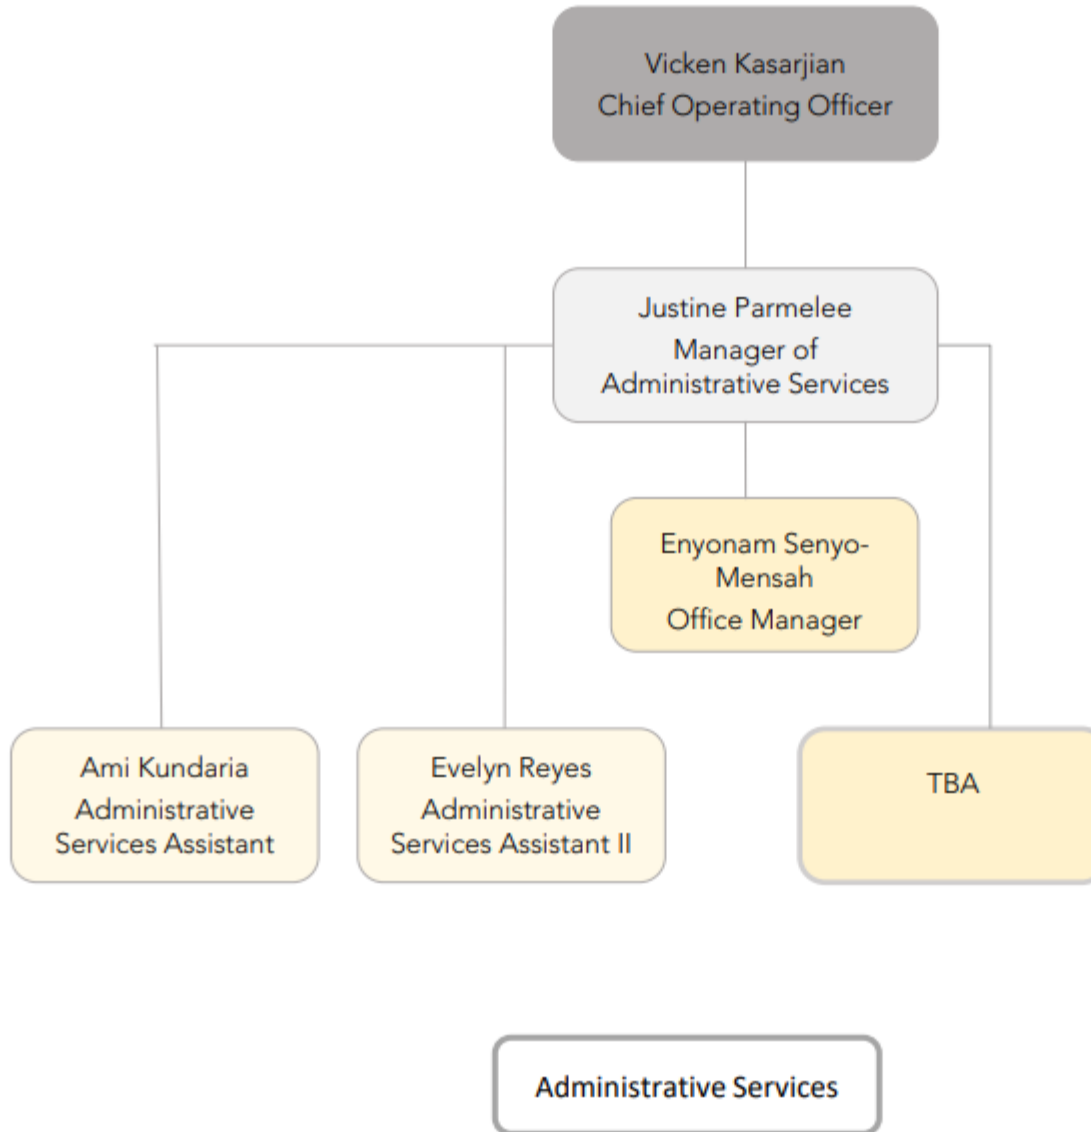 Vicken Kasarjian
Chief Operating Officer
Justine Parmelee
Manager of
Administrative Services
Enyonam Senyo-
Mensah
Office Manager
Ami Kundaria
Administrative
Services Assistant
Evelyn Reyes
Administrative
Services Assistant II
TBA
Administrative Services